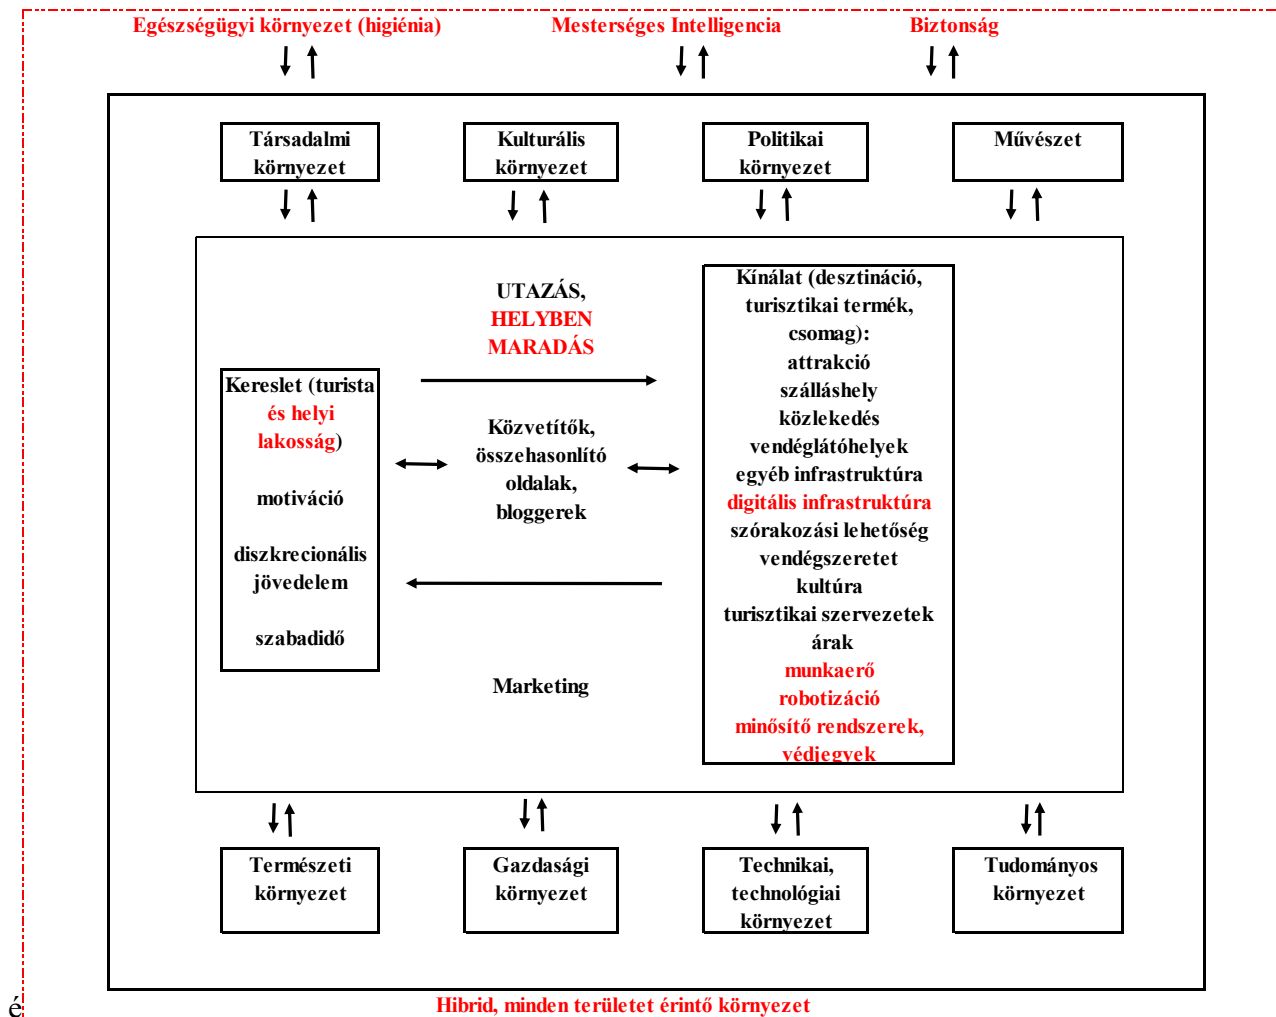 Egészségügyi környezet (higiénia)
Mesterséges Intelligencia
Biztonság
Társadalmi
környezet
Kulturális
környezet
Politikai
környezet
Művészet
UTAZÁS,
HELYBEN
MARADÁS
Kereslet (turista
és helyi
lakosság)
motiváció
diszkrecionális
jövedelem
szabadidő
Közvetítők,
összehasonlító
oldalak,
bloggerek
Marketing
Kínálat (desztináció,
turisztikai termék,
csomag):
attrakció
szálláshely
közlekedés
vendéglátóhelyek
egyéb infrastruktúra
digitális infrastruktúra
szórakozási lehetőség
vendégszeretet
kultúra
turisztikai szervezetek
árak
munkaerő
robotizáció
minősítő rendszerek,
védjegyek
Természeti
környezet
Gazdasági
környezet
Technikai,
technológiai
környezet
Tudományos
környezet
é
Hibrid, minden területet érintő környezet